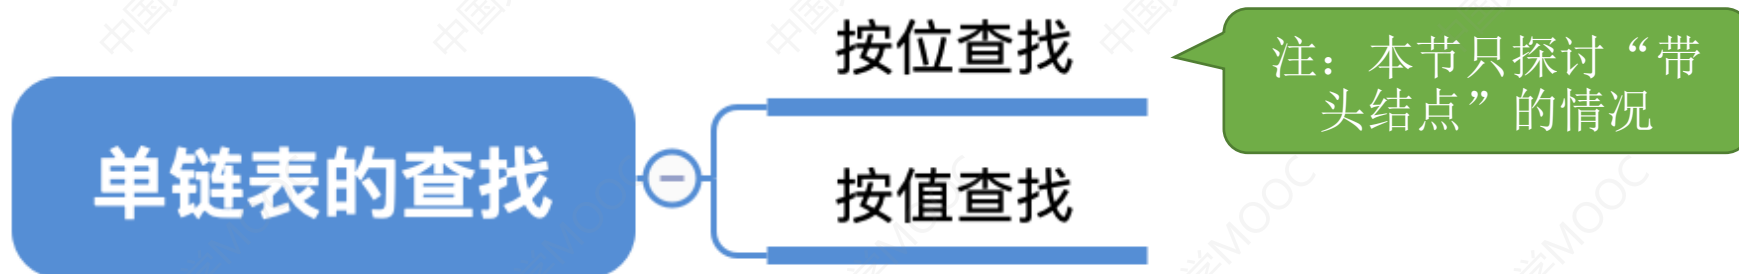 单链表的查找
按位查找
按值查找
注：本节只探讨“带
头结点”的情况